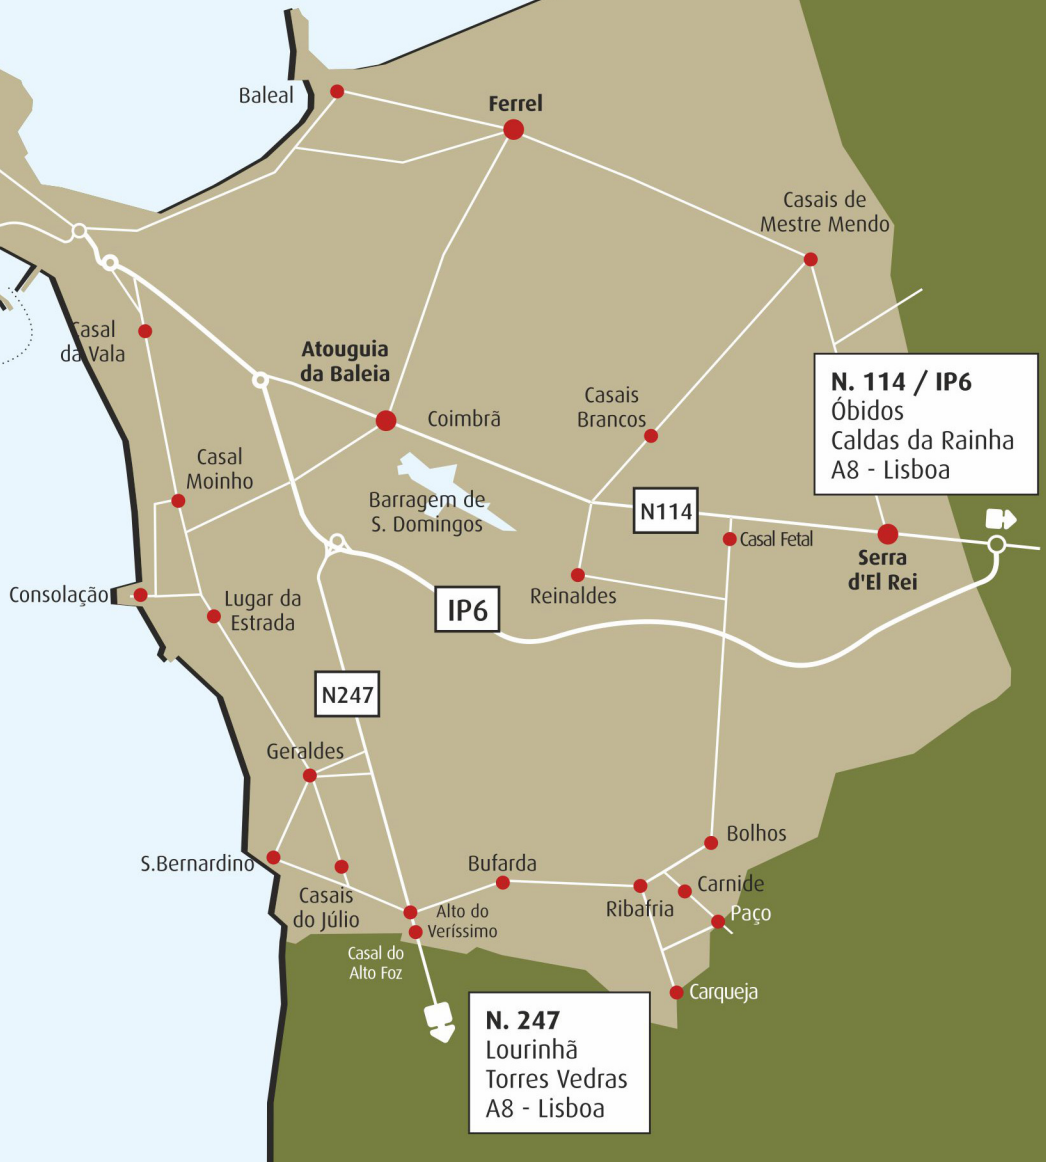 Baleal
Ferrel
Casais de
Mestre Mendo
Casal
da Vala
Atouguia
da Baleia
Coimbrã
Casais
Brancos
N. 114 / IP6
Óbidos
Caldas da Rainha
A8 - Lisboa
Casal
Moinho
Barragem de
S. Domingos
N114
Casal Fetal
Serra
d'El Rei
Consolação
Lugar da
Estrada
IP6
Reinaldes
N247
Geraldes
S.Bernardino
Casais
do Júlio
Bufarda
Bolhos
Carnide
Ribafria
Paço
Alto do
Veríssimo
Casal do
Alto Foz
Carqueja
N. 247
Lourinhã
Torres Vedras
A8 - Lisboa